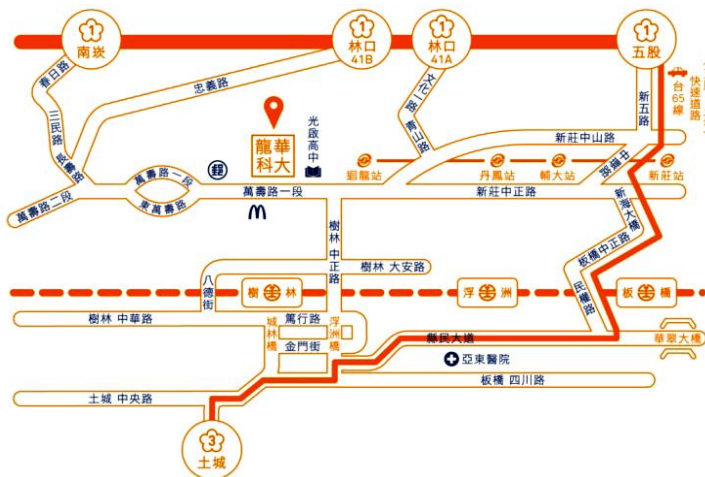 1
南崁
1
林口
41B
1
林口
41A
1
五股
春日路
忠義路
文化一路
新五路
台65線
快速道路
三民路
青山路
光啟高中
龍華
科大
新莊中山路
中華路
萬壽路
郵
萬壽路一段
迴龍站
丹鳳站
輔大站
新莊站
萬壽路二段
東萬壽路
萬壽路一段
新莊中正路
新海大橋
樹林 中正路
板橋中正路
樹林 大安路
八德街
樹林
浮洲
板橋
民權路
樹林 中華路
城林橋
篤行路
浮洲橋
金門街
縣民大道
華翠大橋
亞東醫院
板橋 四川路
土城 中央路
3
土城